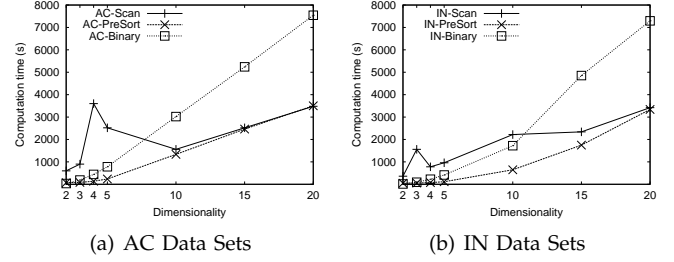 8000
7000
6000
5000
4000
3000
2000
1000
Computation time (s)
AC-Scan
AC-PreSort
AC-Binary
2 3 4 5 10 15 20
Dimensionality
(a) AC Data Sets
8000
7000
6000
5000
4000
3000
2000
1000
Computation time (s)
IN-Scan
IN-PreSort
IN-Binary
2 3 4 5 10 15 20
Dimensionality
(b) IN Data Sets